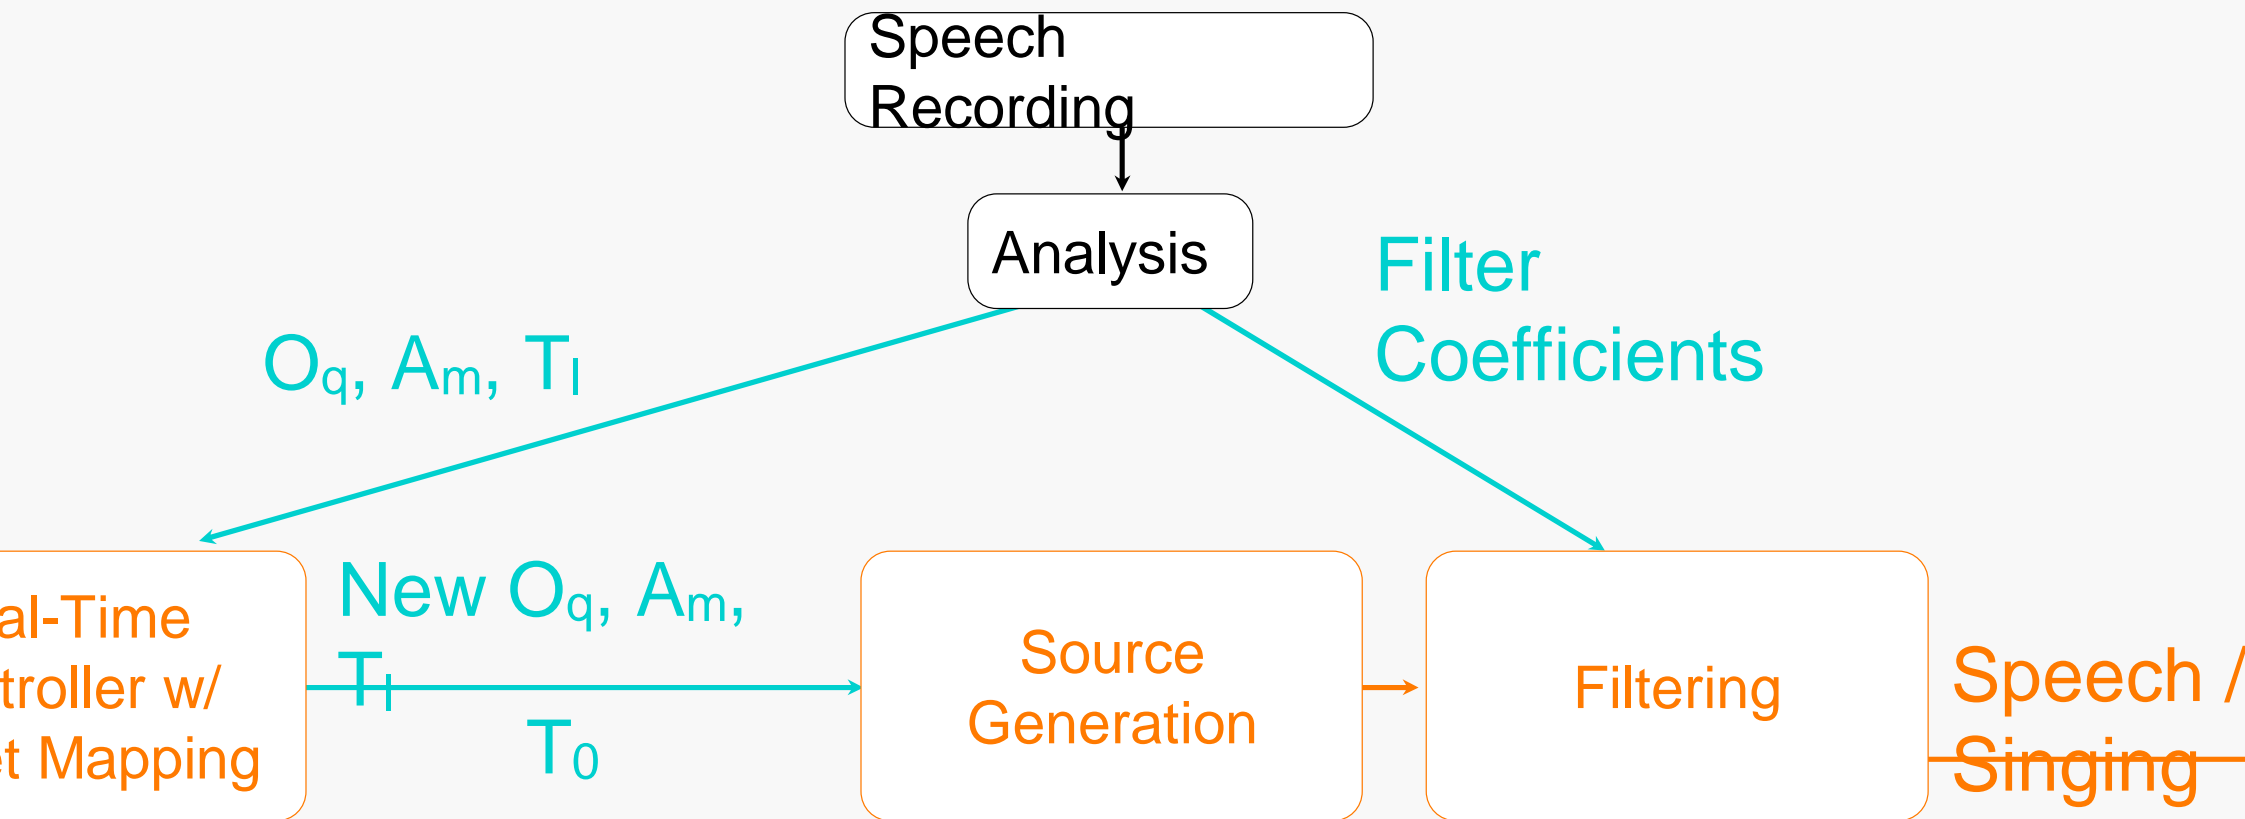 Speech
Recording
Analysis
Filter
Coefficients
Oq, Am, Tl
New Oq, Am,
Tl
T0
al-Time
troller w/
t Mapping
Source
Generation
Filtering
Speech /
Singing